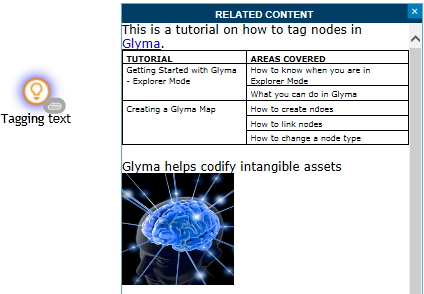 RELATED CONTENT
This is a tutorial on how to tag nodes in
Glyma.
TUTORIAL AREAS COVERED
Getting Started with Glyma
- Explorer Mode
How to know when you are in
Explorer Mode
What you can do in Glyma
Creating a Glyma Map
How to create ndoes
How to link nodes
How to change a node type
Glyma helps codify intangible assets
Tagging text